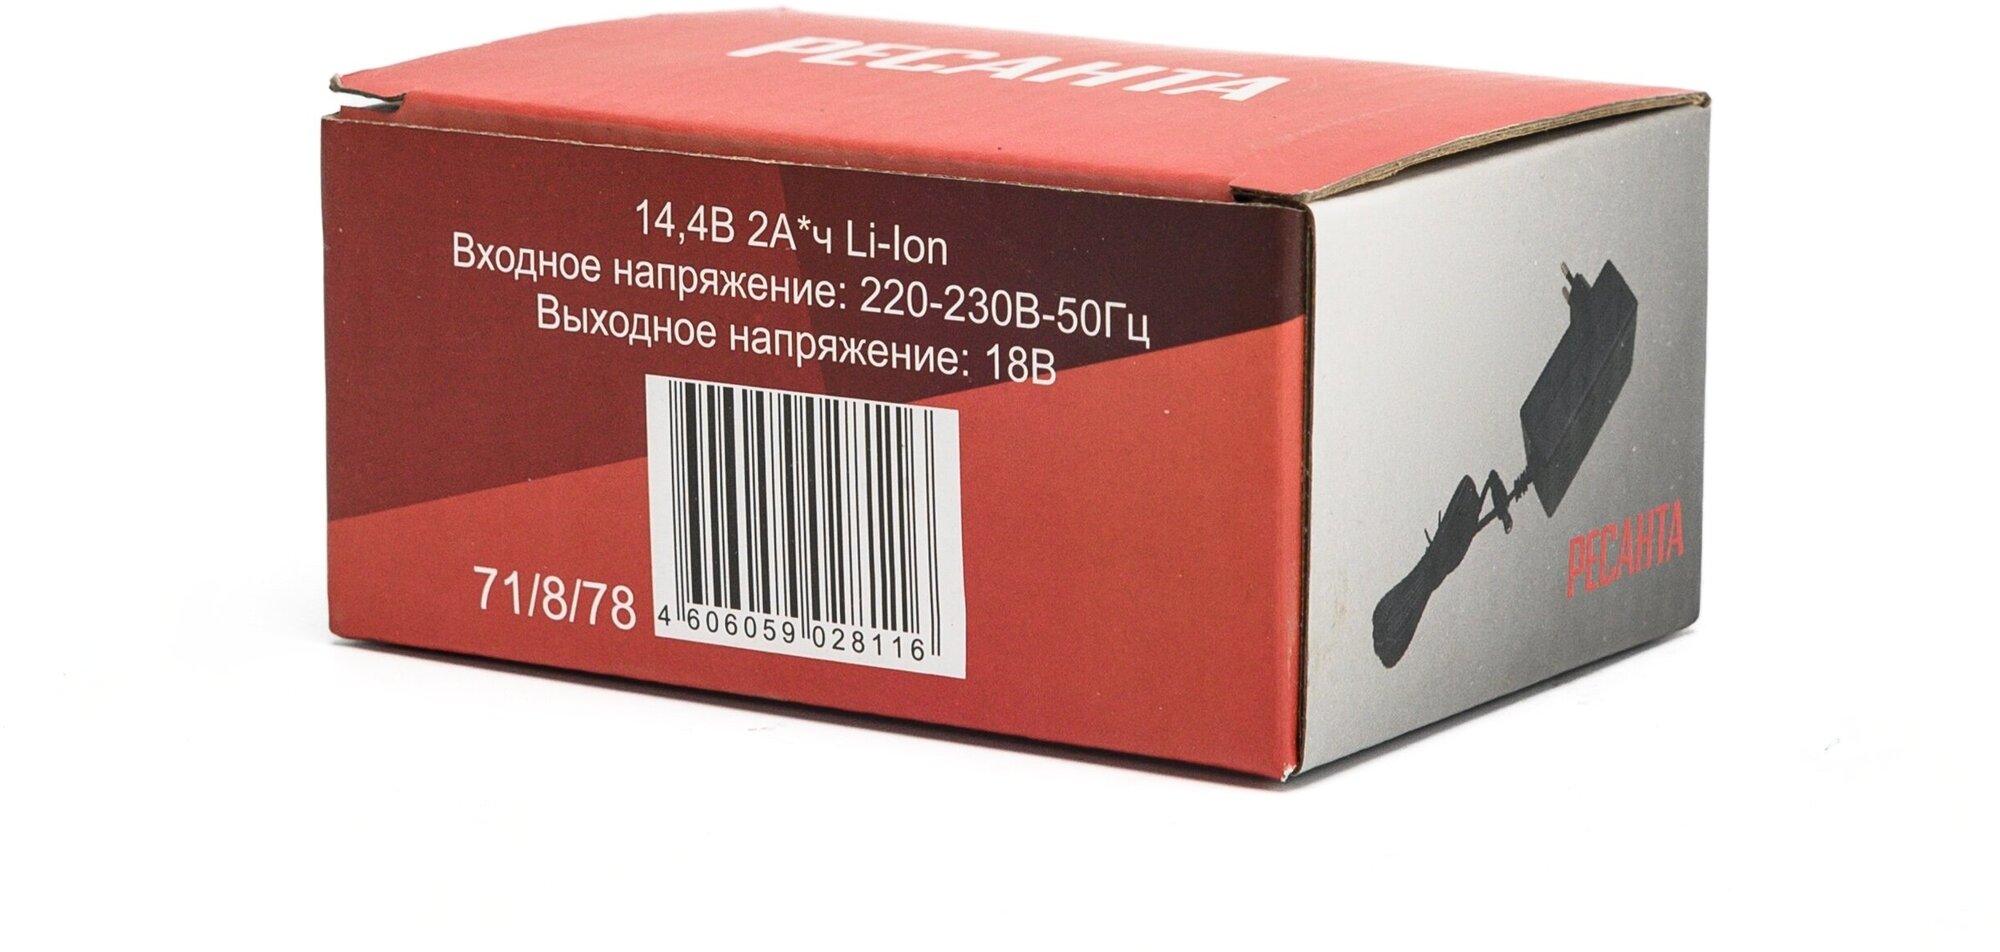 РЕСАНТА
14,4В 2А*ч Li-Ion
Входное напряжение: 220-230В-50Гц
Выходное напряжение: 18В
71/8/78
4 606059 028116
РЕСАНТА